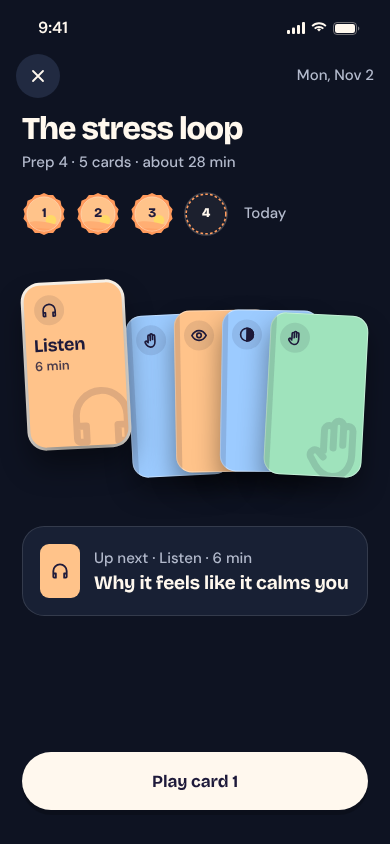 9:41
Mon, Nov 2
The stress loop
Prep 4 · 5 cards · about 28 min
1 2 3 4 Today
Listen
6 min
Up next · Listen · 6 min
Why it feels like it calms you
Play card 1